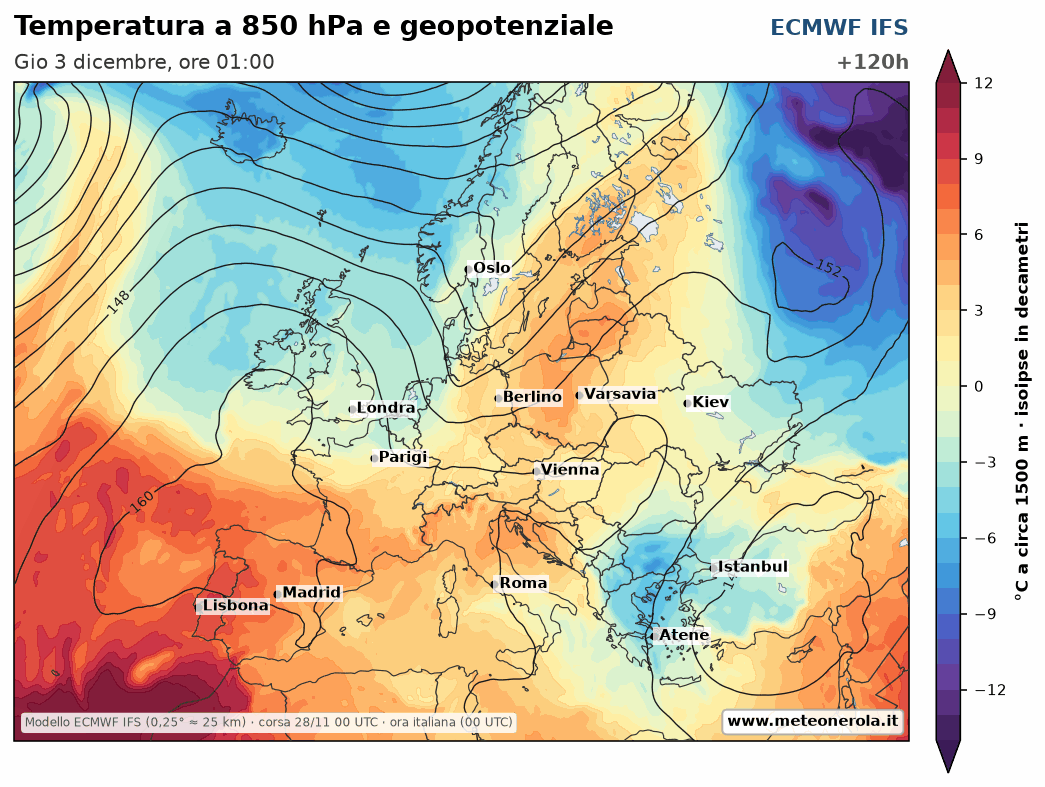 Temperatura a 850 hPa e geopotenziale
ECMWF IFS
Gio 3 dicembre, ore 01:00
+120h
148
152
160
Oslo
Londra
Berlino
Varsavia
Kiev
Parigi
Vienna
Istanbul
Roma
Madrid
Lisbona
Atene
Modello ECMWF IFS (0,25° ≈ 25 km) · corsa 28/11 00 UTC · ora italiana (00 UTC)
www.meteonerola.it
12
9
6
3
0
−3
−6
−9
−12
°C a circa 1500 m · isoipse in decametri